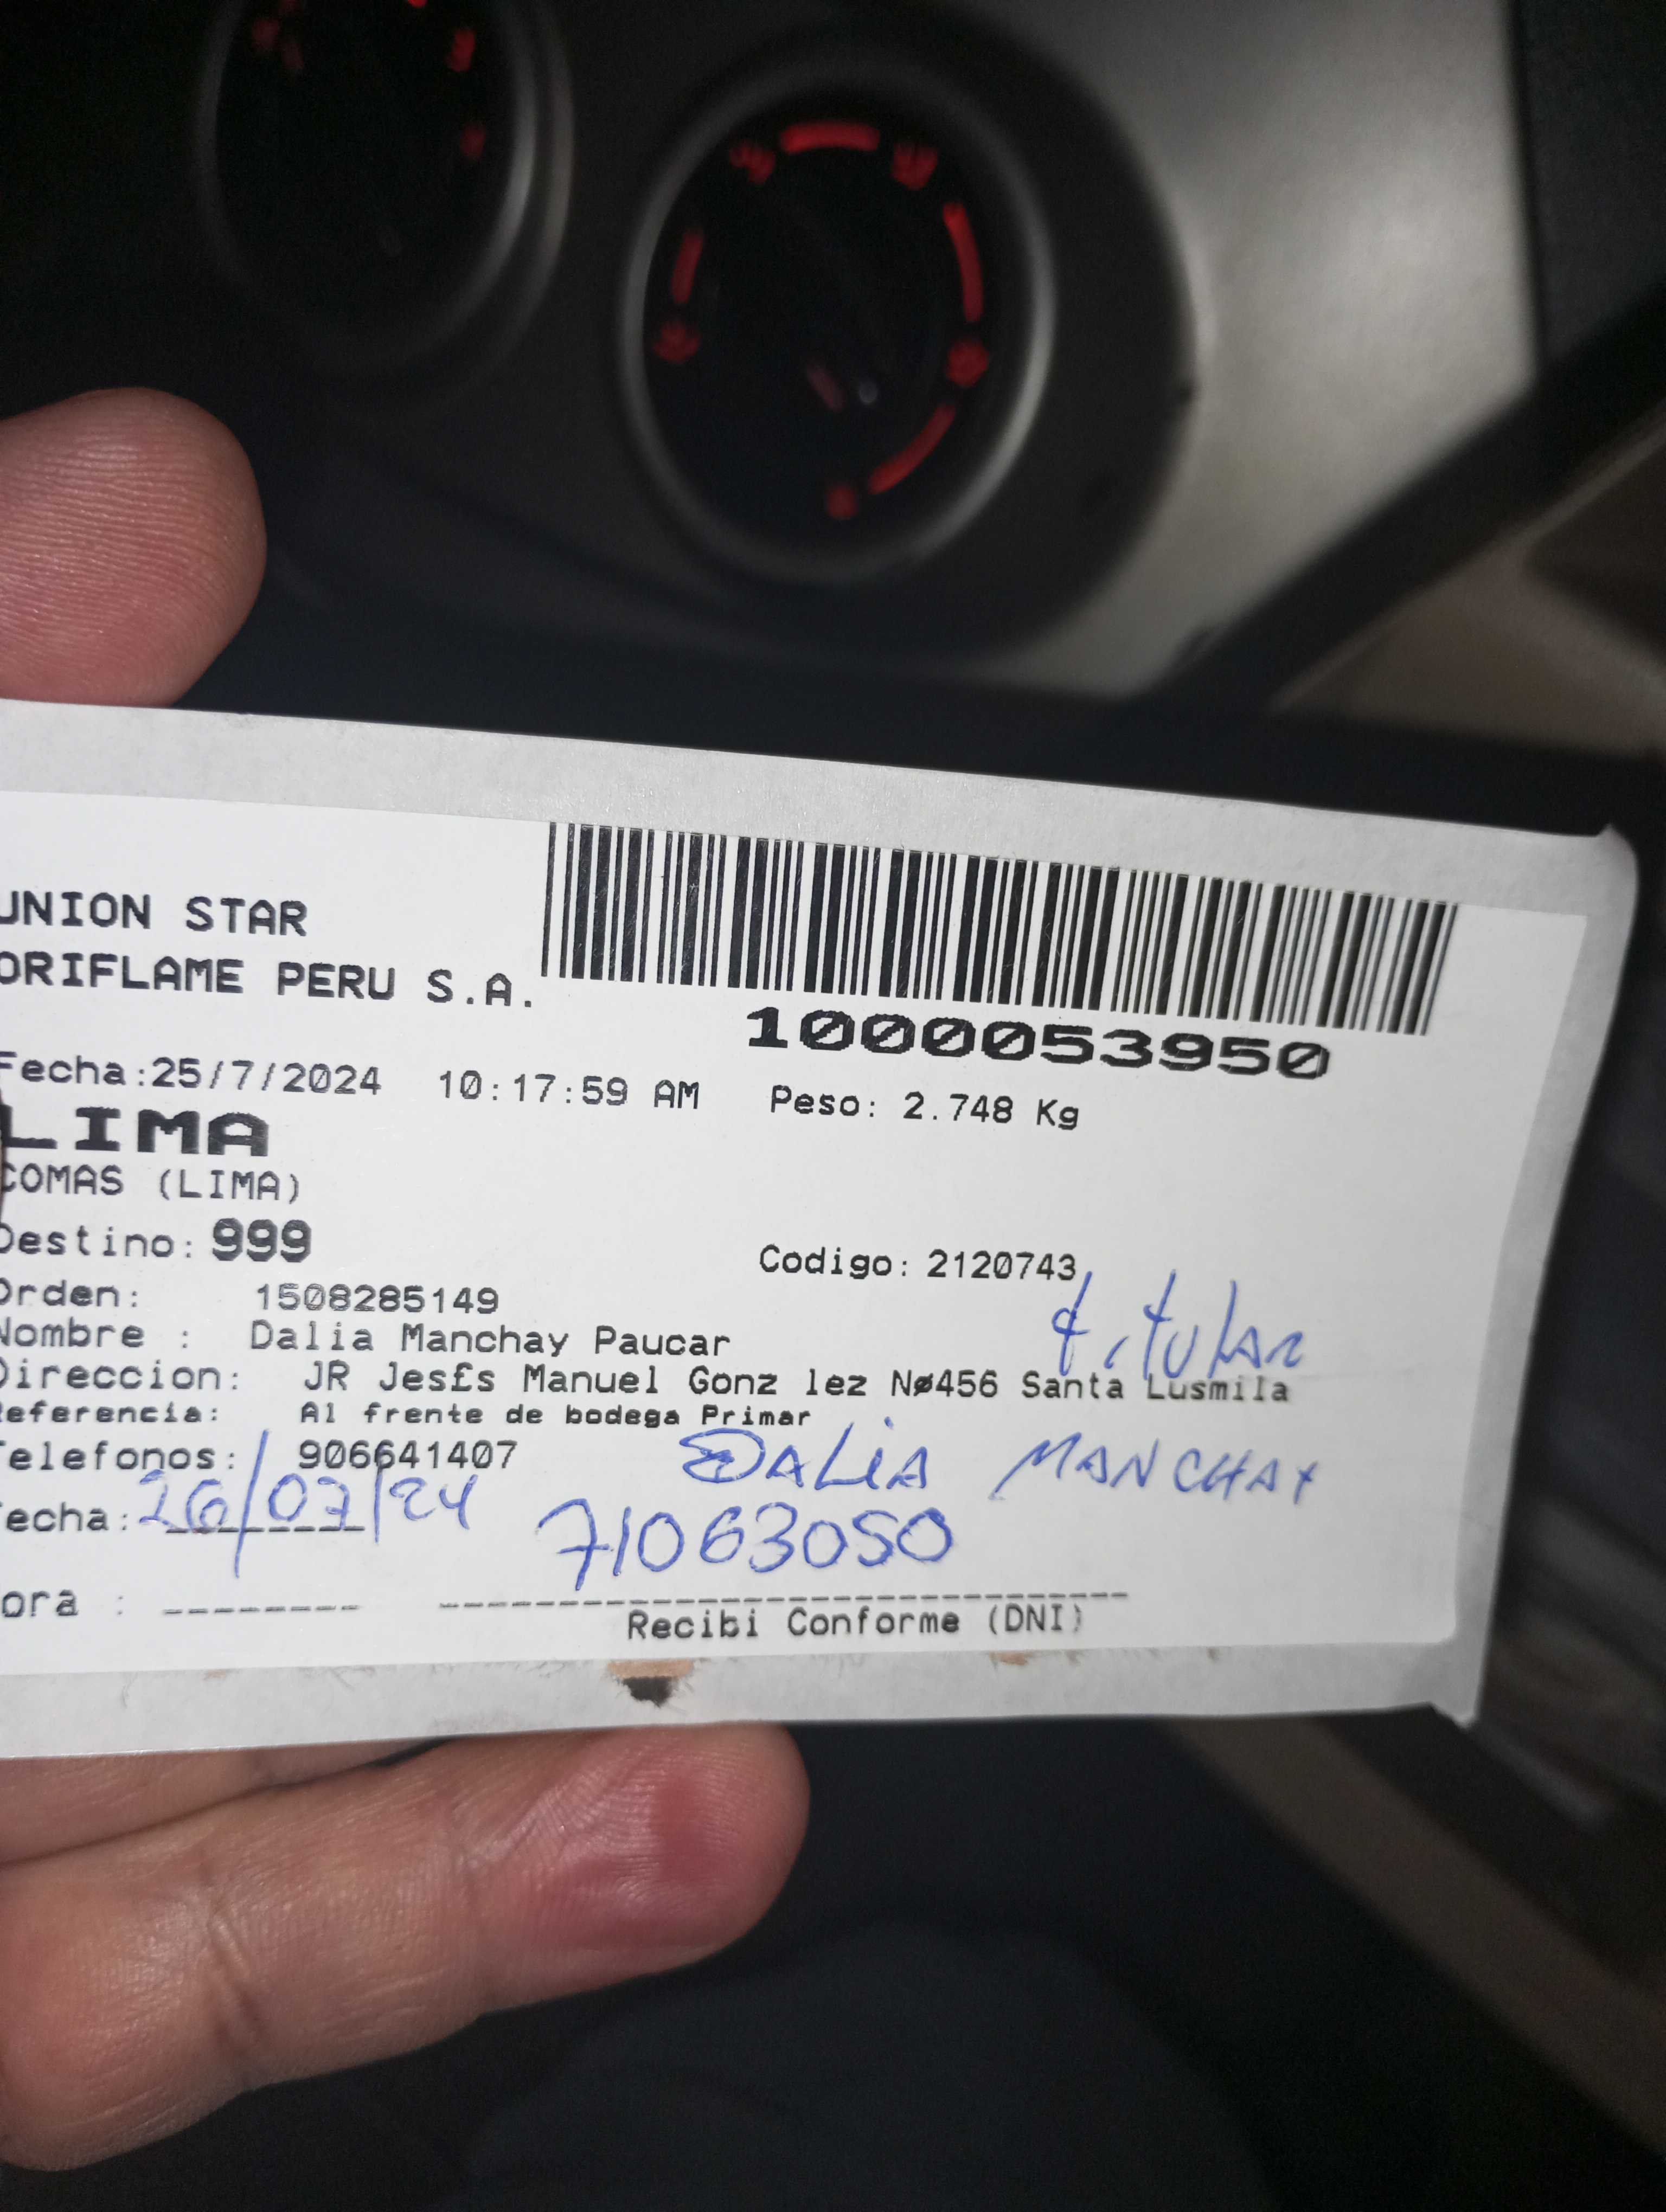 UNION STAR
ORIFLAME PERU S.A.
1000053950
Fecha:25/7/2024 10:17:59 AM Peso: 2.748 Kg
LIMA
COMAS (LIMA)
Destino: 999
Codigo: 2120743
Orden: 1508285149
titular
Nombre : Dalia Manchay Paucar
Direccion: JR Jes£s Manuel Gonz lez Nø456 Santa Lusmila
Referencia: Al frente de bodega Primar
Telefonos: 906641407
DALIA MANCHAY
echa: 26/07/24
71063050
ora :
Recibi Conforme (DNI)